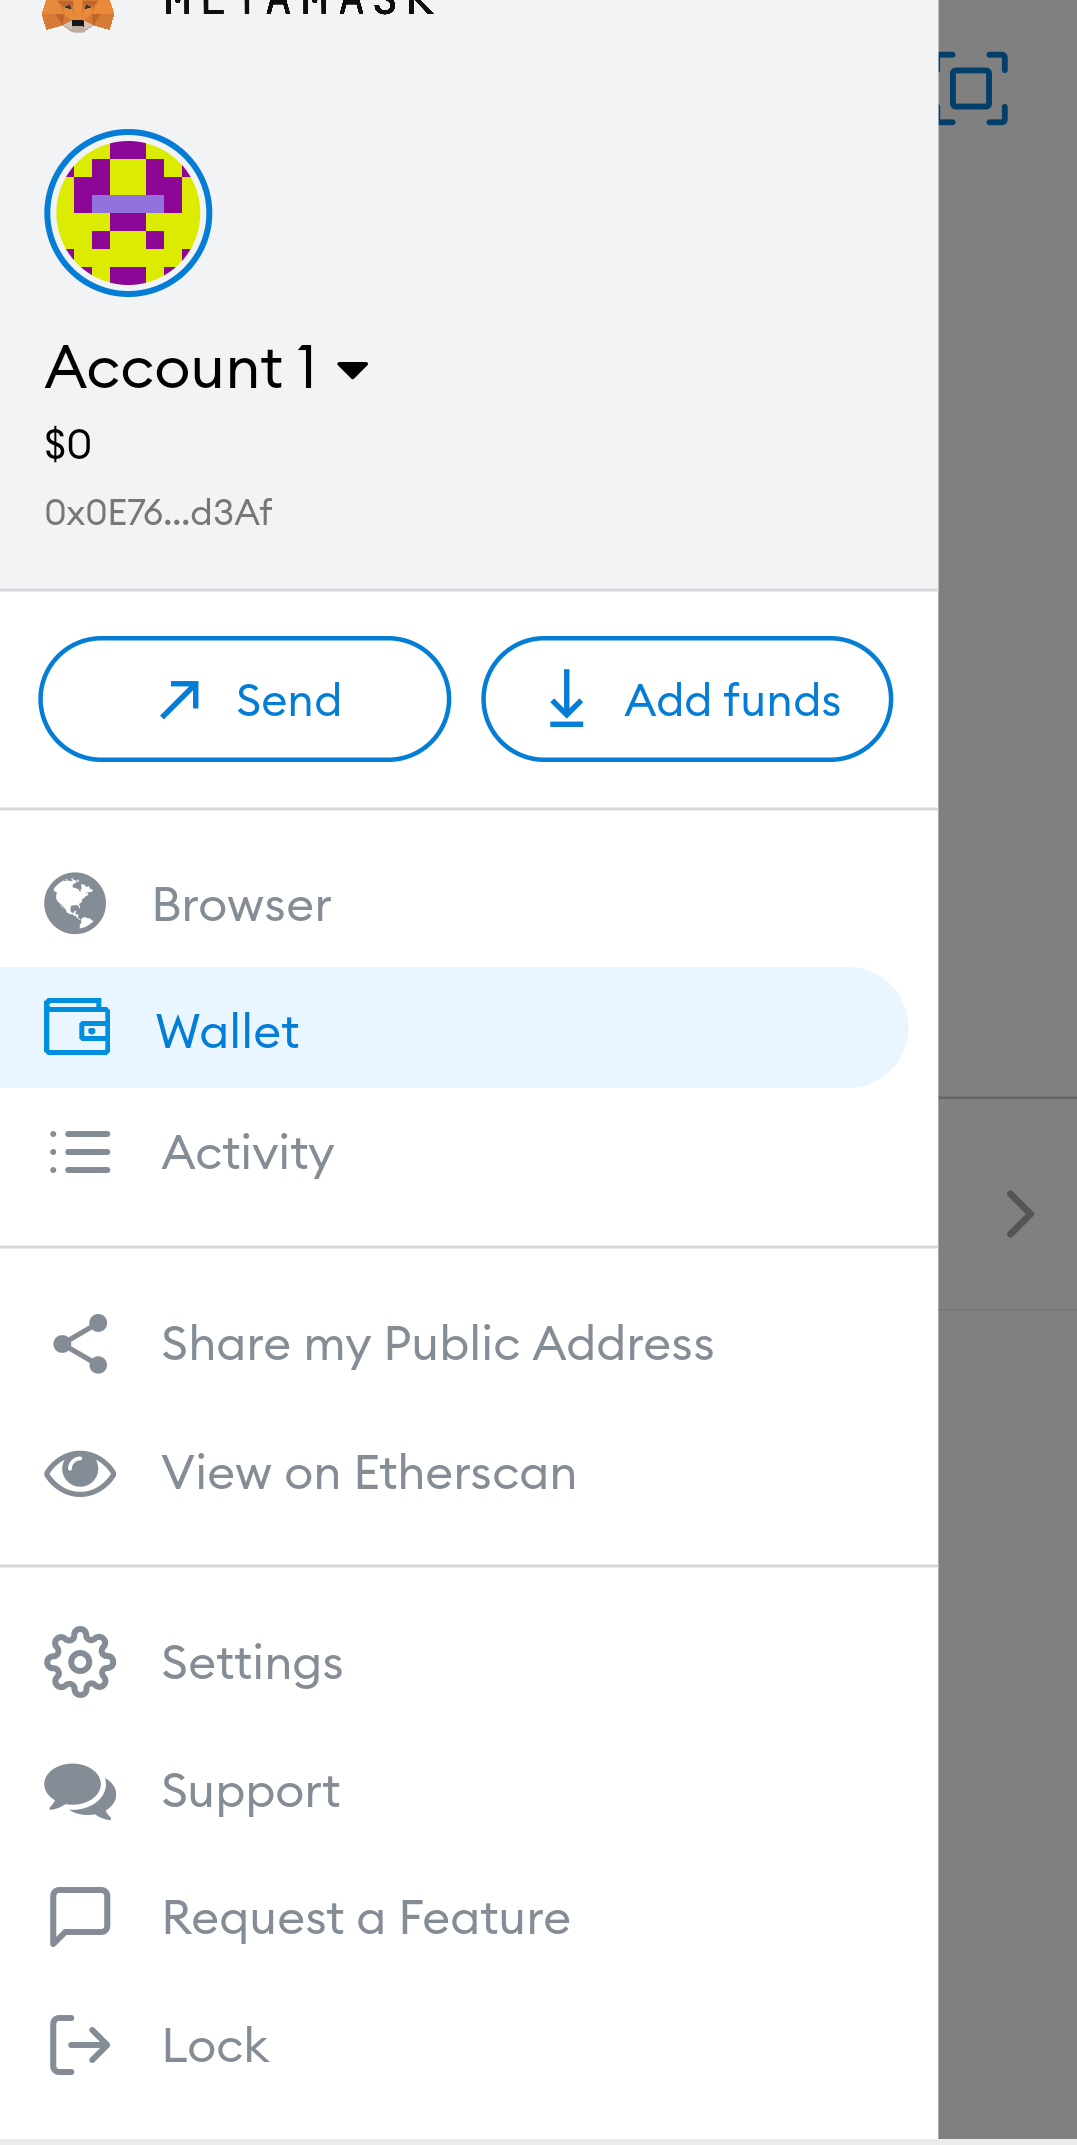 METAMASK
Account 1
$0
0x0E76...d3Af
Send
Add funds
Browser
Wallet
Activity
Share my Public Address
View on Etherscan
Settings
Support
Request a Feature
Lock